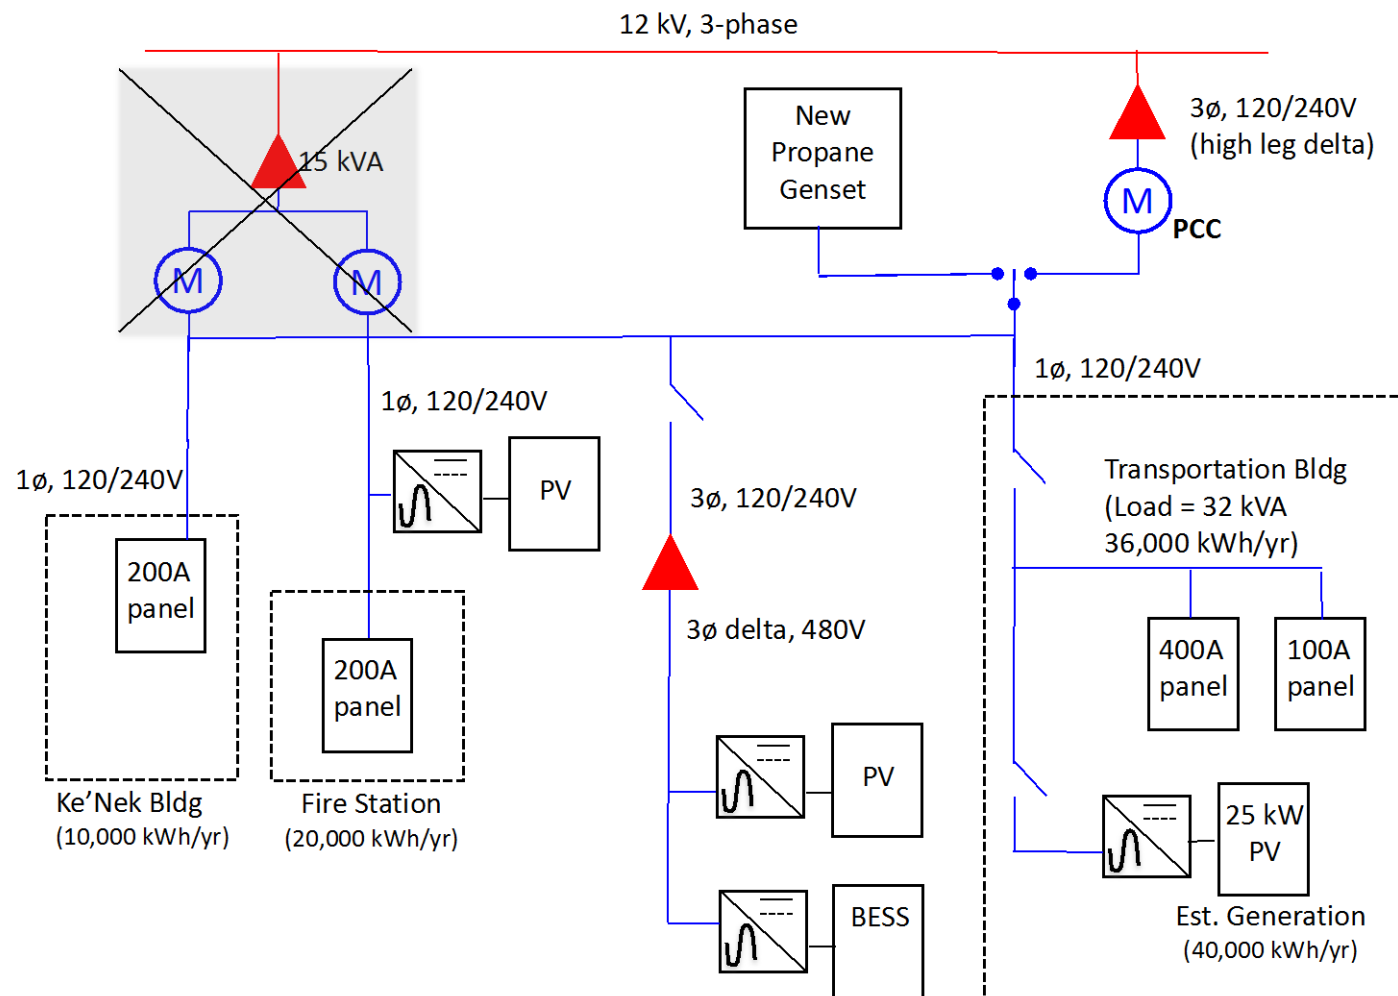 12 kV, 3-phase
15 kVA
M
M
New
Propane
Genset
3ø, 120/240V
(high leg delta)
M
PCC
1ø, 120/240V
1ø, 120/240V
1ø, 120/240V
3ø, 120/240V
3ø delta, 480V
PV
200A
panel
Ke’Nek Bldg
(10,000 kWh/yr)
200A
panel
Fire Station
(20,000 kWh/yr)
PV
BESS
Transportation Bldg
(Load = 32 kVA
36,000 kWh/yr)
400A
panel
100A
panel
25 kW
PV
Est. Generation
(40,000 kWh/yr)